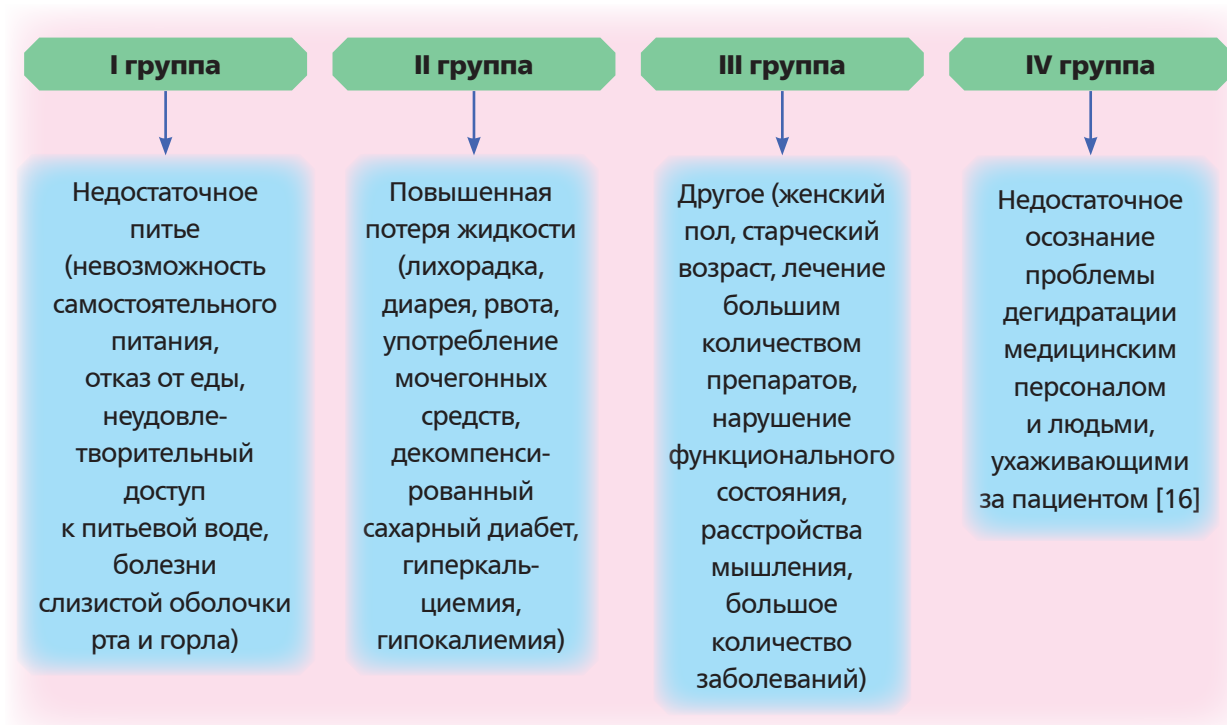 I группа
Недостаточное
питье
(невозможность
самостоятельного
питания,
отказ от еды,
неудовле-
творительный
доступ
к питьевой воде,
болезни
слизистой оболочки
рта и горла)
II группа
Повышенная
потеря жидкости
(лихорадка,
диарея, рвота,
употребление
мочегонных
средств,
декомпенси-
рованный
сахарный диабет,
гиперкаль-
циемия,
гипокалиемия)
III группа
Другое (женский
пол, старческий
возраст, лечение
большим
количеством
препаратов,
нарушение
функционального
состояния,
расстройства
мышления,
большое
количество
заболеваний)
IV группа
Недостаточное
осознание
проблемы
дегидратации
медицинским
персоналом
и людьми,
ухаживающими
за пациентом [16]